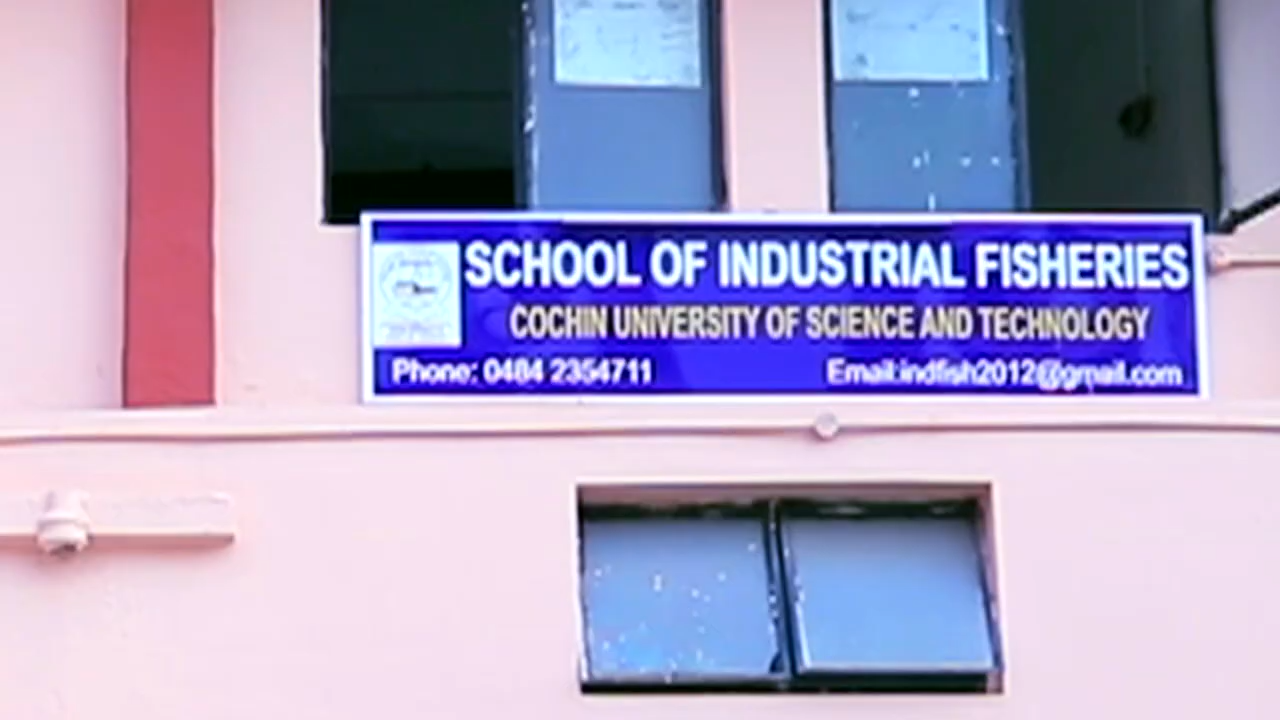 SCHOOL OF INDUSTRIAL FISHERIES
COCHIN UNIVERSITY OF SCIENCE AND TECHNOLOGY
Phone: 0484 2354711 Email:indfish2012@gmail.com